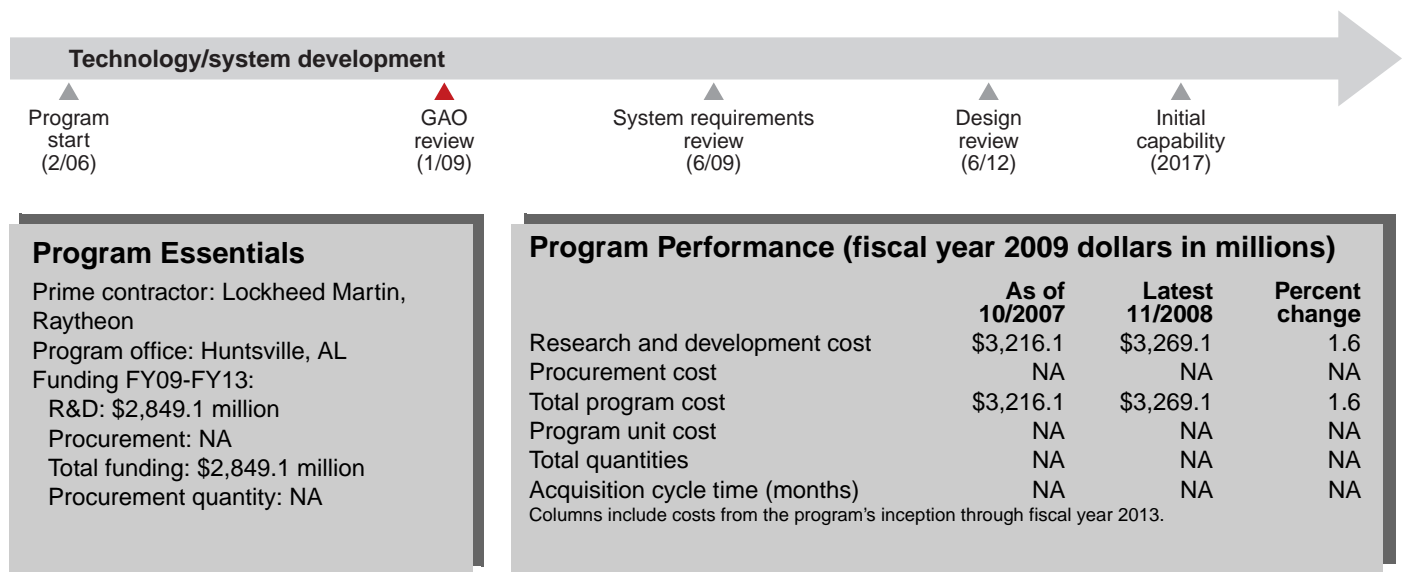 Technology/system development
Program
start
(2/06)
GAO
review
(1/09)
System requirements
review
(6/09)
Design
review
(6/12)
Initial
capability
(2017)
Program Essentials
Prime contractor: Lockheed Martin,
Raytheon
Program office: Huntsville, AL
Funding FY09-FY13:
R&D: $2,849.1 million
Procurement: NA
Total funding: $2,849.1 million
Procurement quantity: NA
Program Performance (fiscal year 2009 dollars in millions)
As of Latest Percent
10/2007 11/2008 change
Research and development cost $3,216.1 $3,269.1 1.6
Procurement cost NA NA NA
Total program cost $3,216.1 $3,269.1 1.6
Program unit cost NA NA NA
Total quantities NA NA NA
Acquisition cycle time (months) NA NA NA
Columns include costs from the program's inception through fiscal year 2013.